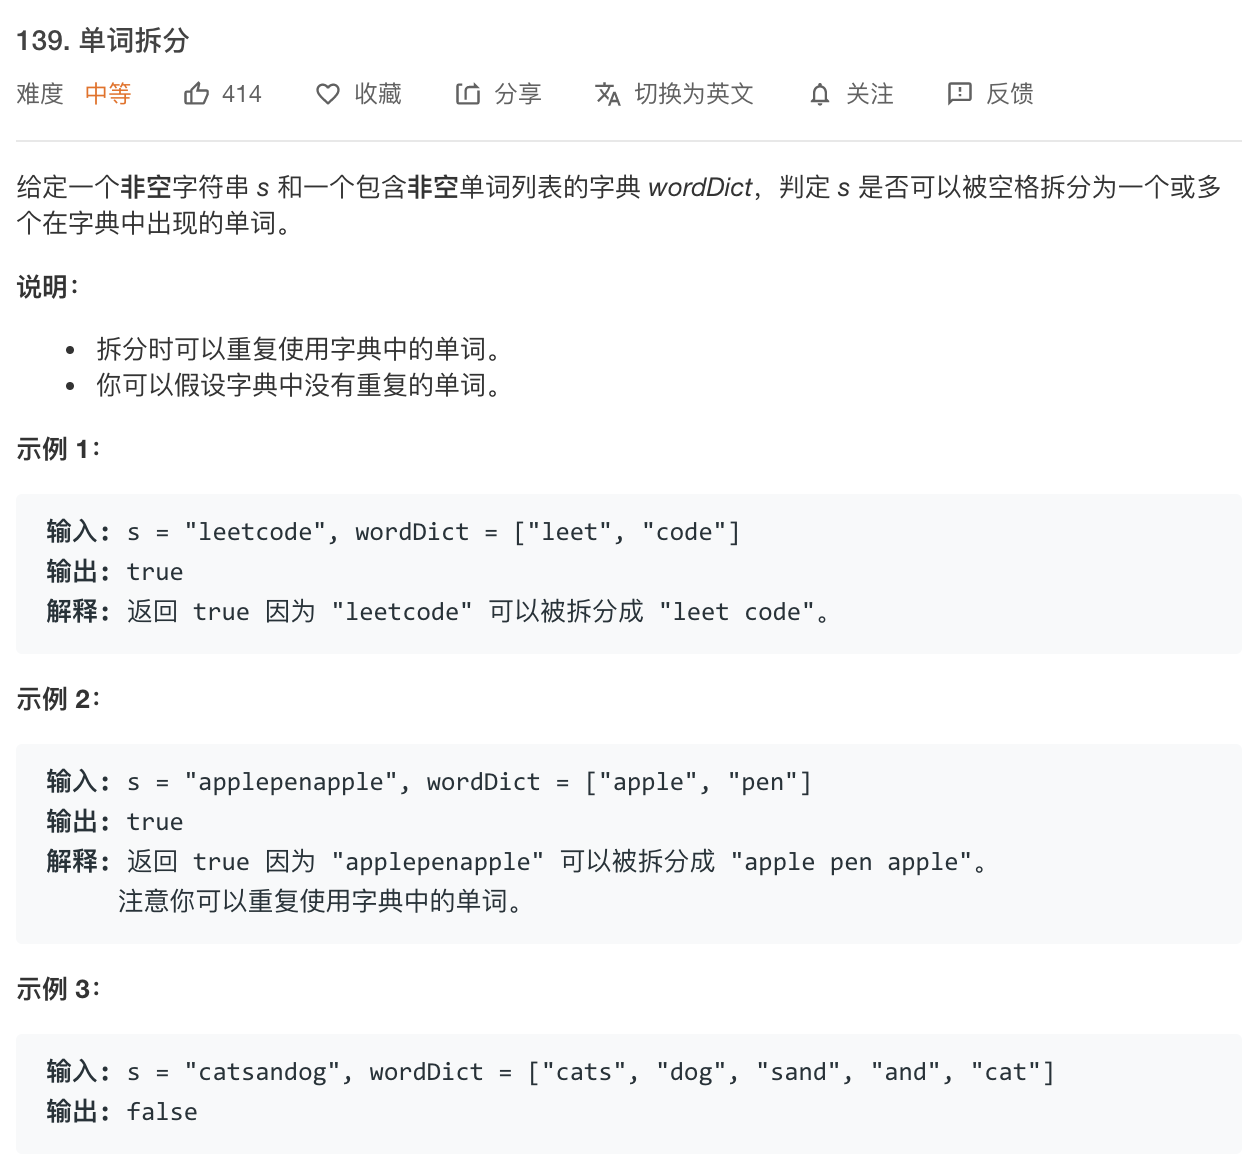 139. 单词拆分
难度 中等 414 收藏 分享 切换为英文 关注 反馈
给定一个非空字符串 s 和一个包含非空单词列表的字典 wordDict，判定 s 是否可以被空格拆分为一个或多
个在字典中出现的单词。
说明：
• 拆分时可以重复使用字典中的单词。
• 你可以假设字典中没有重复的单词。
示例 1：
输入: s = "leetcode", wordDict = ["leet", "code"]
输出: true
解释: 返回 true 因为 "leetcode" 可以被拆分成 "leet code"。
示例 2：
输入: s = "applepenapple", wordDict = ["apple", "pen"]
输出: true
解释: 返回 true 因为 "applepenapple" 可以被拆分成 "apple pen apple"。
注意你可以重复使用字典中的单词。
示例 3：
输入: s = "catsandog", wordDict = ["cats", "dog", "sand", "and", "cat"]
输出: false